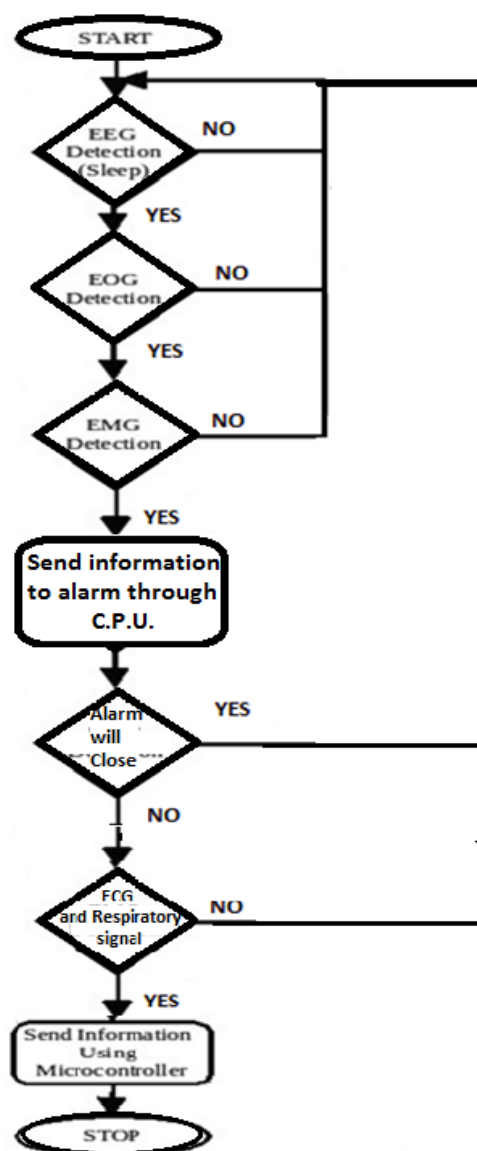 START
EEG
Detection
(Sleep)
NO
YES
EOG
Detection
NO
YES
EMG
Detection
NO
YES
Send information
to alarm through
C.P.U.
Alarm
will
Close
YES
NO
ECG
and Respiratory
signal
NO
YES
Send Information
Using
Microcontroller
STOP